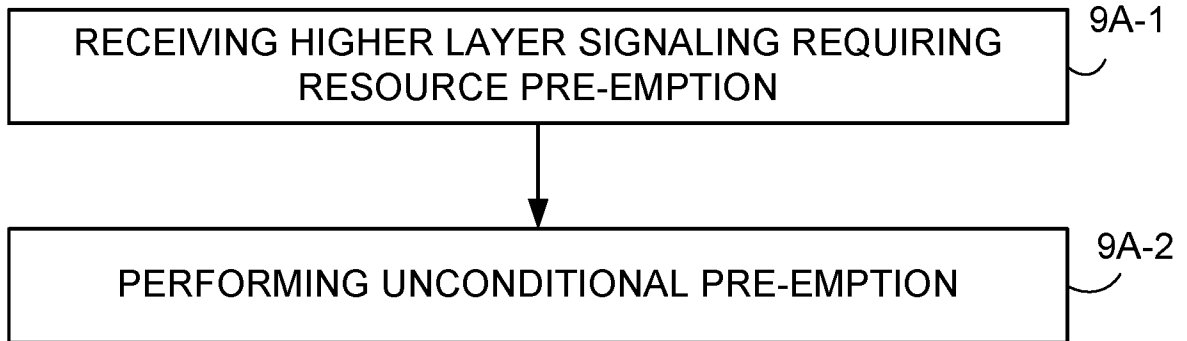 RECEIVING HIGHER LAYER SIGNALING REQUIRING
RESOURCE PRE-EMPTION
9A-1
PERFORMING UNCONDITIONAL PRE-EMPTION
9A-2